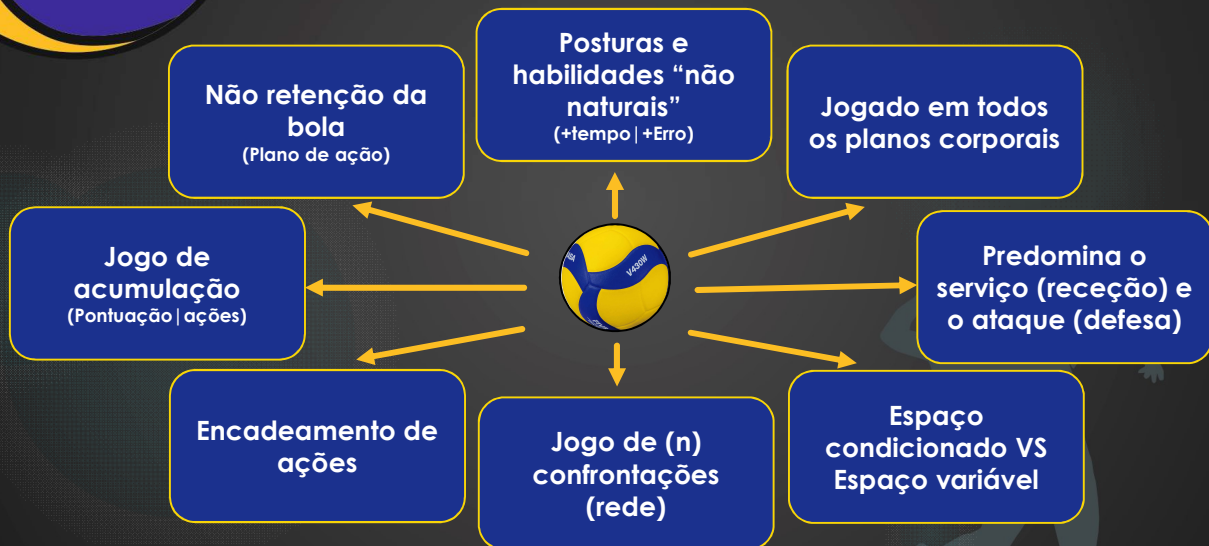 Posturas e
habilidades “não
naturais”
(+tempo|+Erro)
Não retenção da
bola
(Plano de ação)
Jogado em todos
os planos corporais
Jogo de
acumulação
(Pontuação|ações)
V430W
Predomina o
serviço (receção) e
o ataque (defesa)
Encadeamento de
ações
Jogo de (n)
confrontações
(rede)
Espaço
condicionado VS
Espaço variável